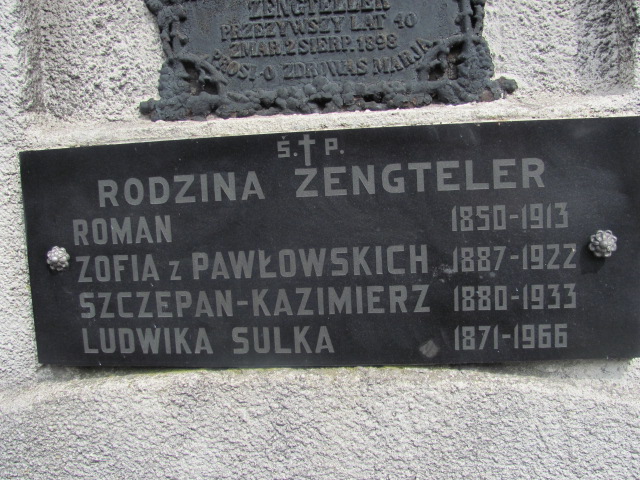 ZENGTELLER
PRZEŻYWSZY LAT 40
ZMAR. 2 SIERP. 1898
PROSI O ZDROWAŚ MARJA
Ś.†P.
RODZINA ZENGTELER
ROMAN 1850-1913
ZOFIA z PAWŁOWSKICH 1887-1922
SZCZEPAN-KAZIMIERZ 1880-1933
LUDWIKA SULKA 1871-1966